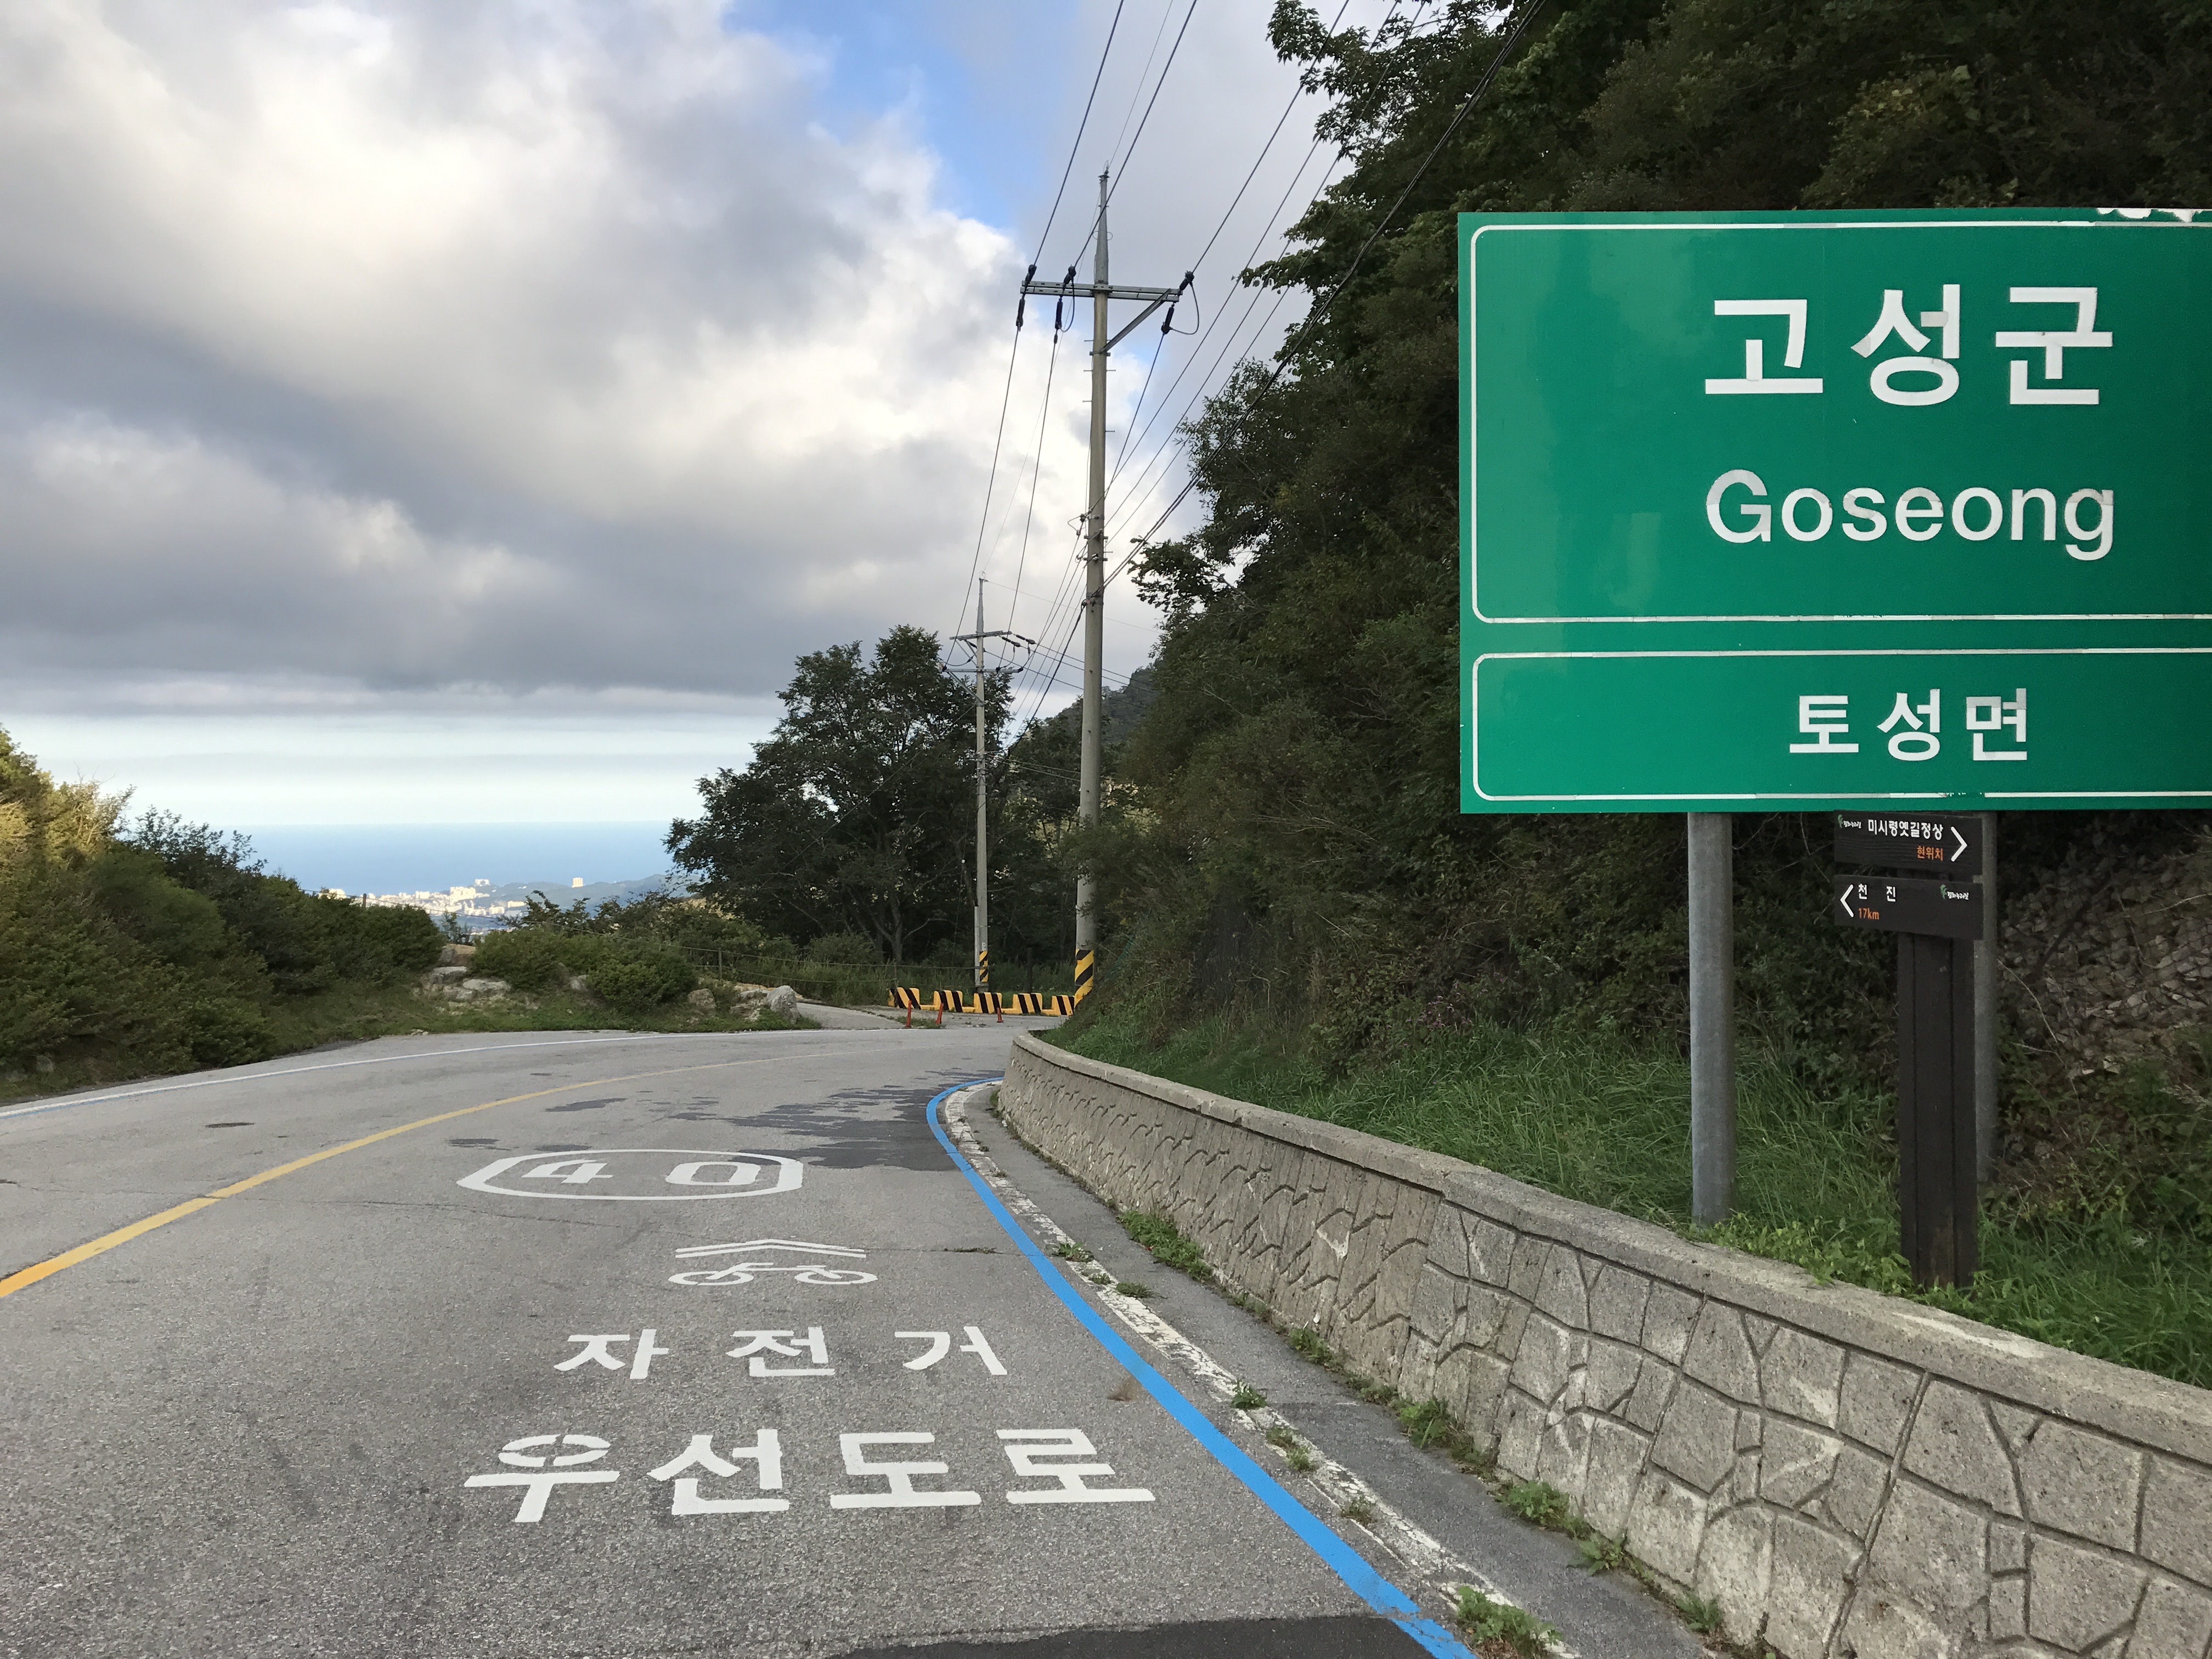 고성군
Goseong
토성면
미시령옛길정상
현위치
천 진
17km
40
자전거
우선도로